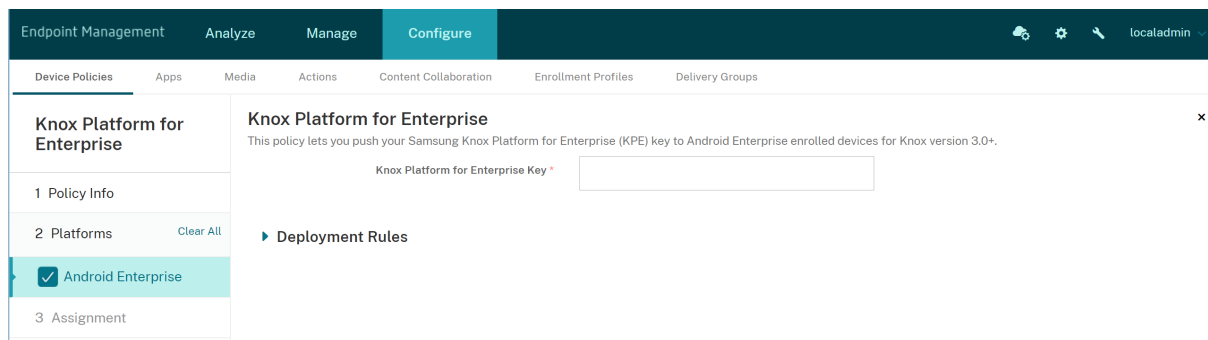 Endpoint Management Analyze Manage Configure localadmin
Device Policies Apps Media Actions Content Collaboration Enrollment Profiles Delivery Groups
Knox Platform for
Enterprise
1 Policy Info
2 Platforms Clear All
Android Enterprise
3 Assignment
Knox Platform for Enterprise
This policy lets you push your Samsung Knox Platform for Enterprise (KPE) key to Android Enterprise enrolled devices for Knox version 3.0+.
Knox Platform for Enterprise Key *
Deployment Rules